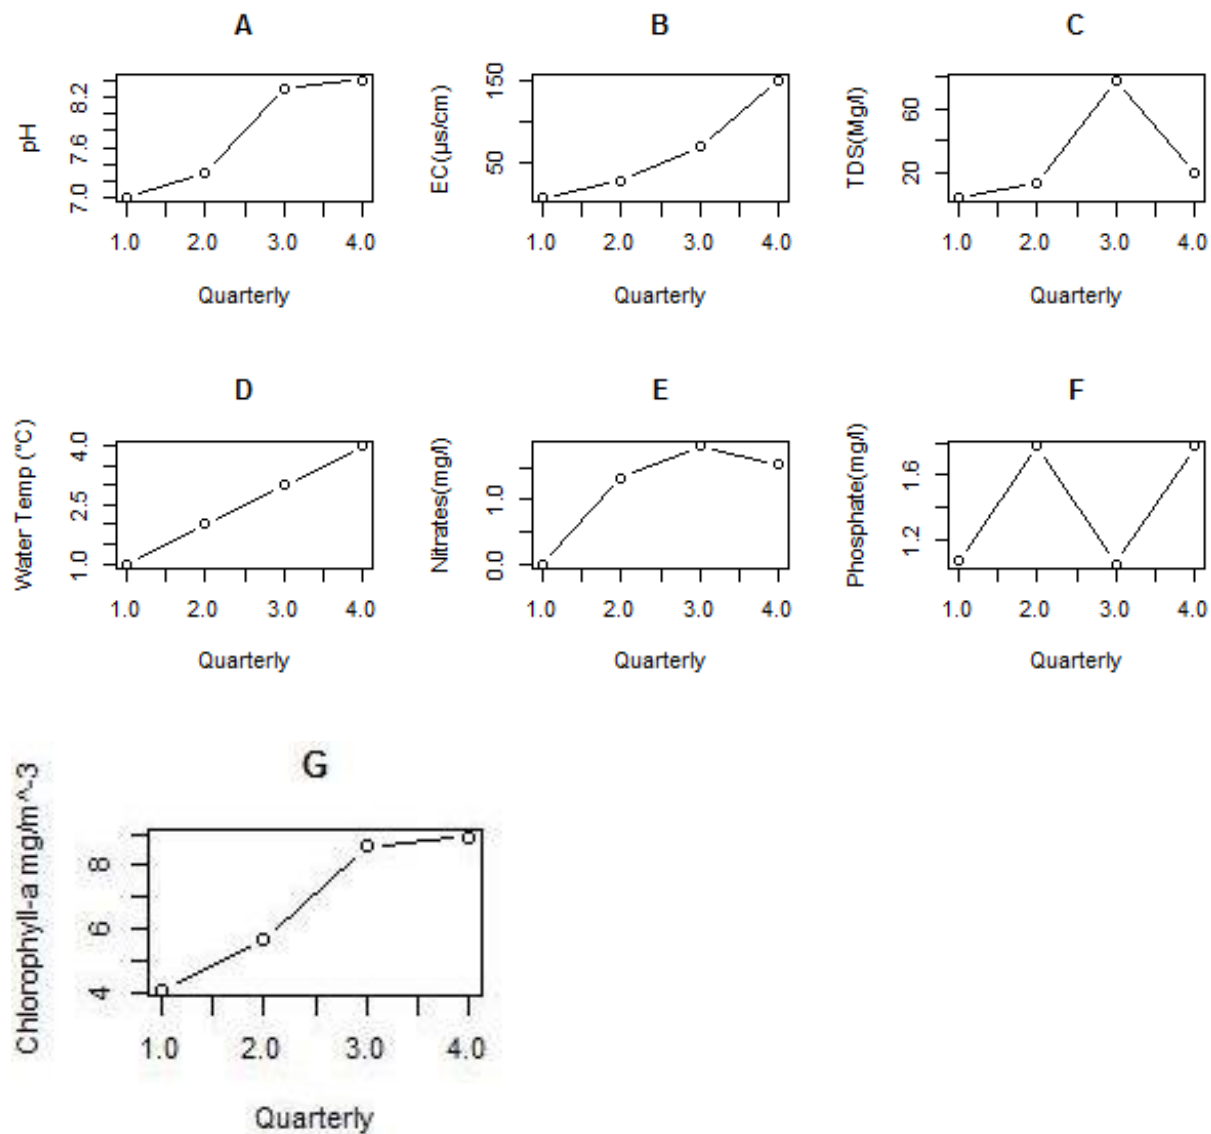 A
pH
7.0 7.6 8.2
1.0 2.0 3.0 4.0
Quarterly
B
EC(µs/cm)
50 150
1.0 2.0 3.0 4.0
Quarterly
C
TDS(Mg/l)
20 60
1.0 2.0 3.0 4.0
Quarterly
D
Water Temp (°C)
1.0 2.5 4.0
1.0 2.0 3.0 4.0
Quarterly
E
Nitrates(mg/l)
0.0 1.0
1.0 2.0 3.0 4.0
Quarterly
F
Phosphate(mg/l)
1.2 1.6
1.0 2.0 3.0 4.0
Quarterly
G
Chlorophyll-a mg/m^-3
4 6 8
1.0 2.0 3.0 4.0
Quarterly